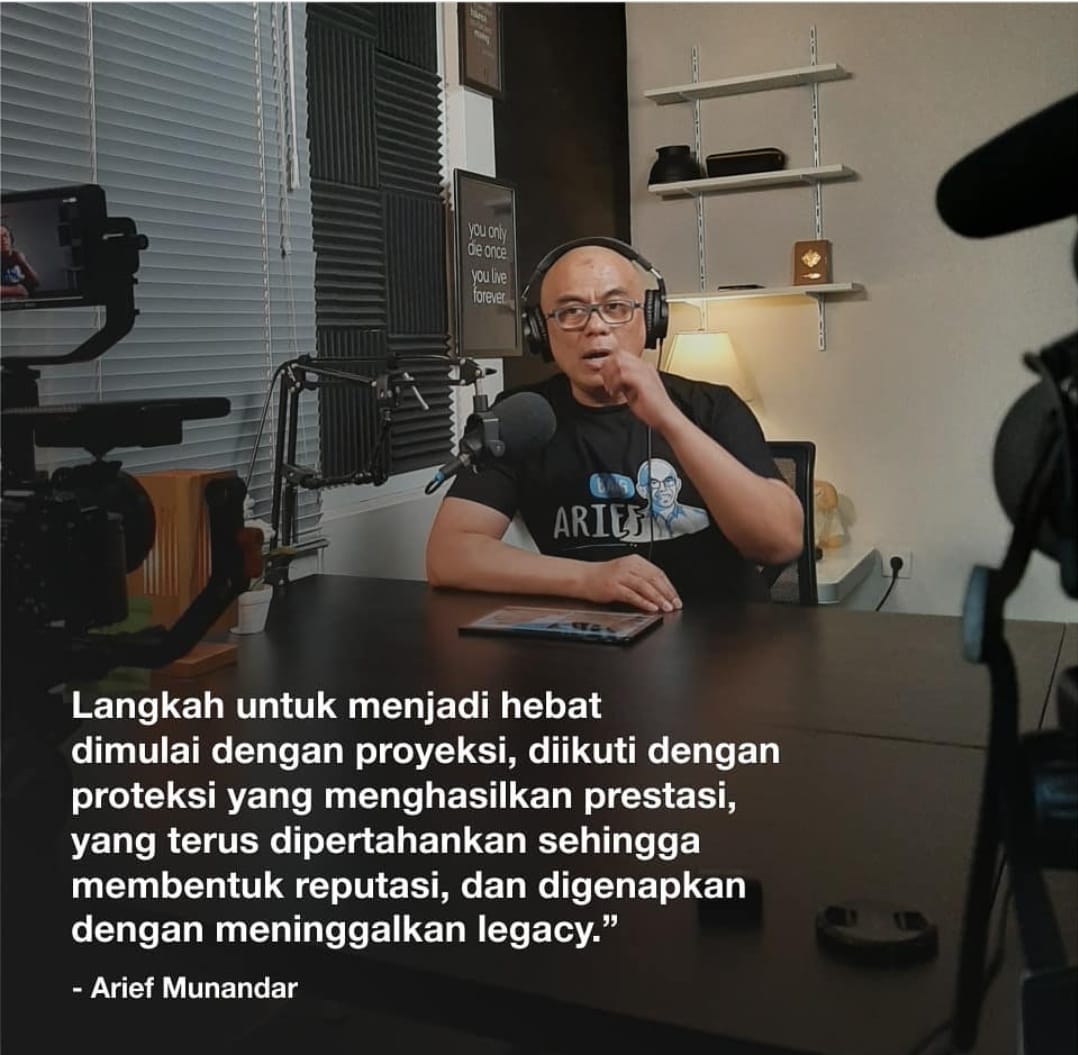 you only
die once
you live
forever
ARIEF
Langkah untuk menjadi hebat
dimulai dengan proyeksi, diikuti dengan
proteksi yang menghasilkan prestasi,
yang terus dipertahankan sehingga
membentuk reputasi, dan digenapkan
dengan meninggalkan legacy.”
- Arief Munandar